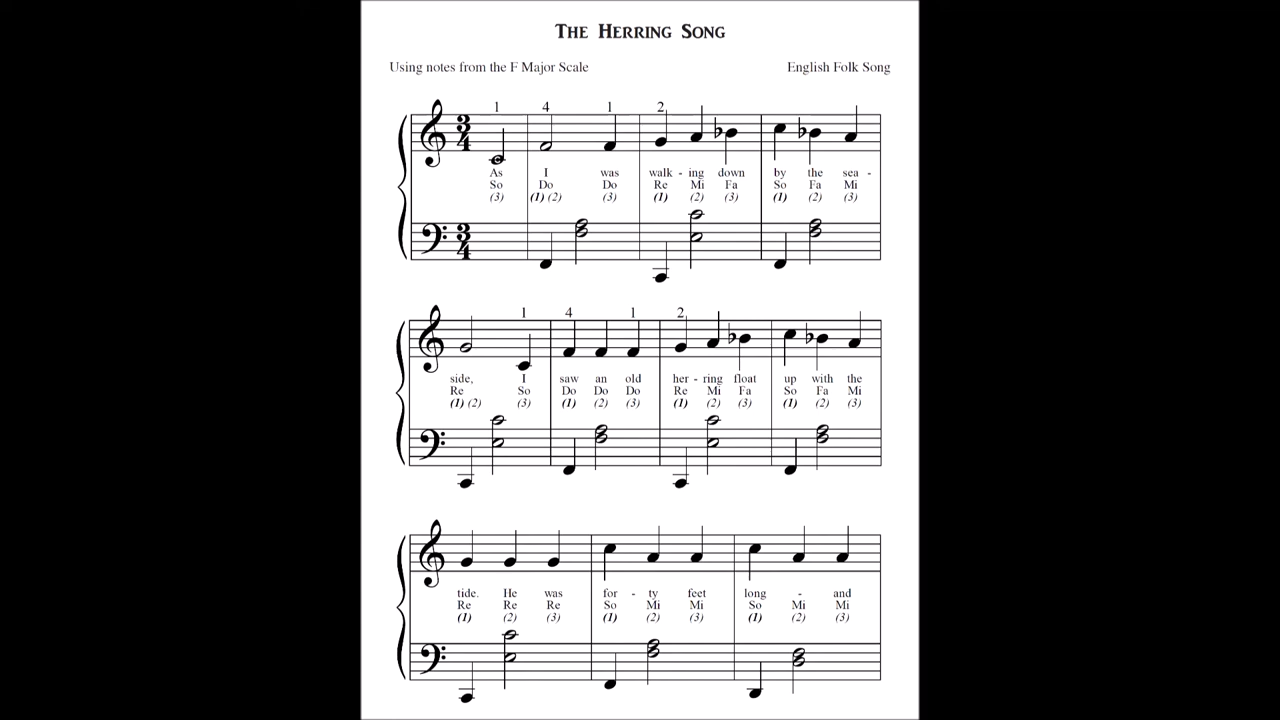 The Herring Song
Using notes from the F Major Scale English Folk Song
1 4 1 2
3 4
As I was walk - ing down by the sea -
So Do Do Re Mi Fa So Fa Mi
(3) (1) (2) (3) (1) (2) (3) (1) (2) (3)
3 4
1 4 1 2
side, I saw an old her - ring float up with the
Re So Do Do Do Re Mi Fa So Fa Mi
(1) (2) (3) (1) (2) (3) (1) (2) (3) (1) (2) (3)
tide. He was for - ty feet long - and
Re Re Re So Mi Mi So Mi Mi
(1) (2) (3) (1) (2) (3) (1) (2) (3)